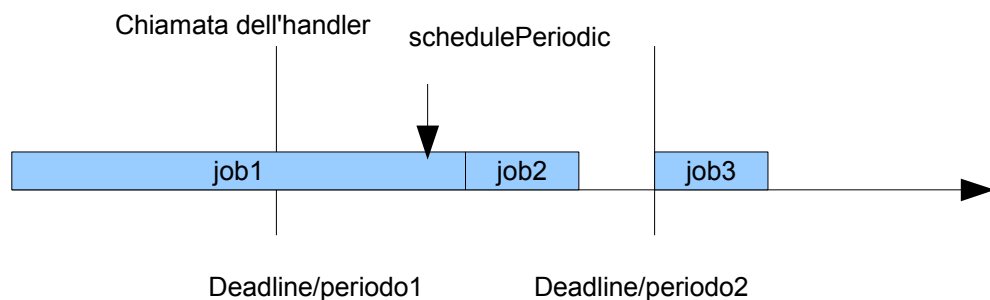 Chiamata dell'handler
schedulePeriodic
job1
job2
job3
Deadline/periodo1
Deadline/periodo2